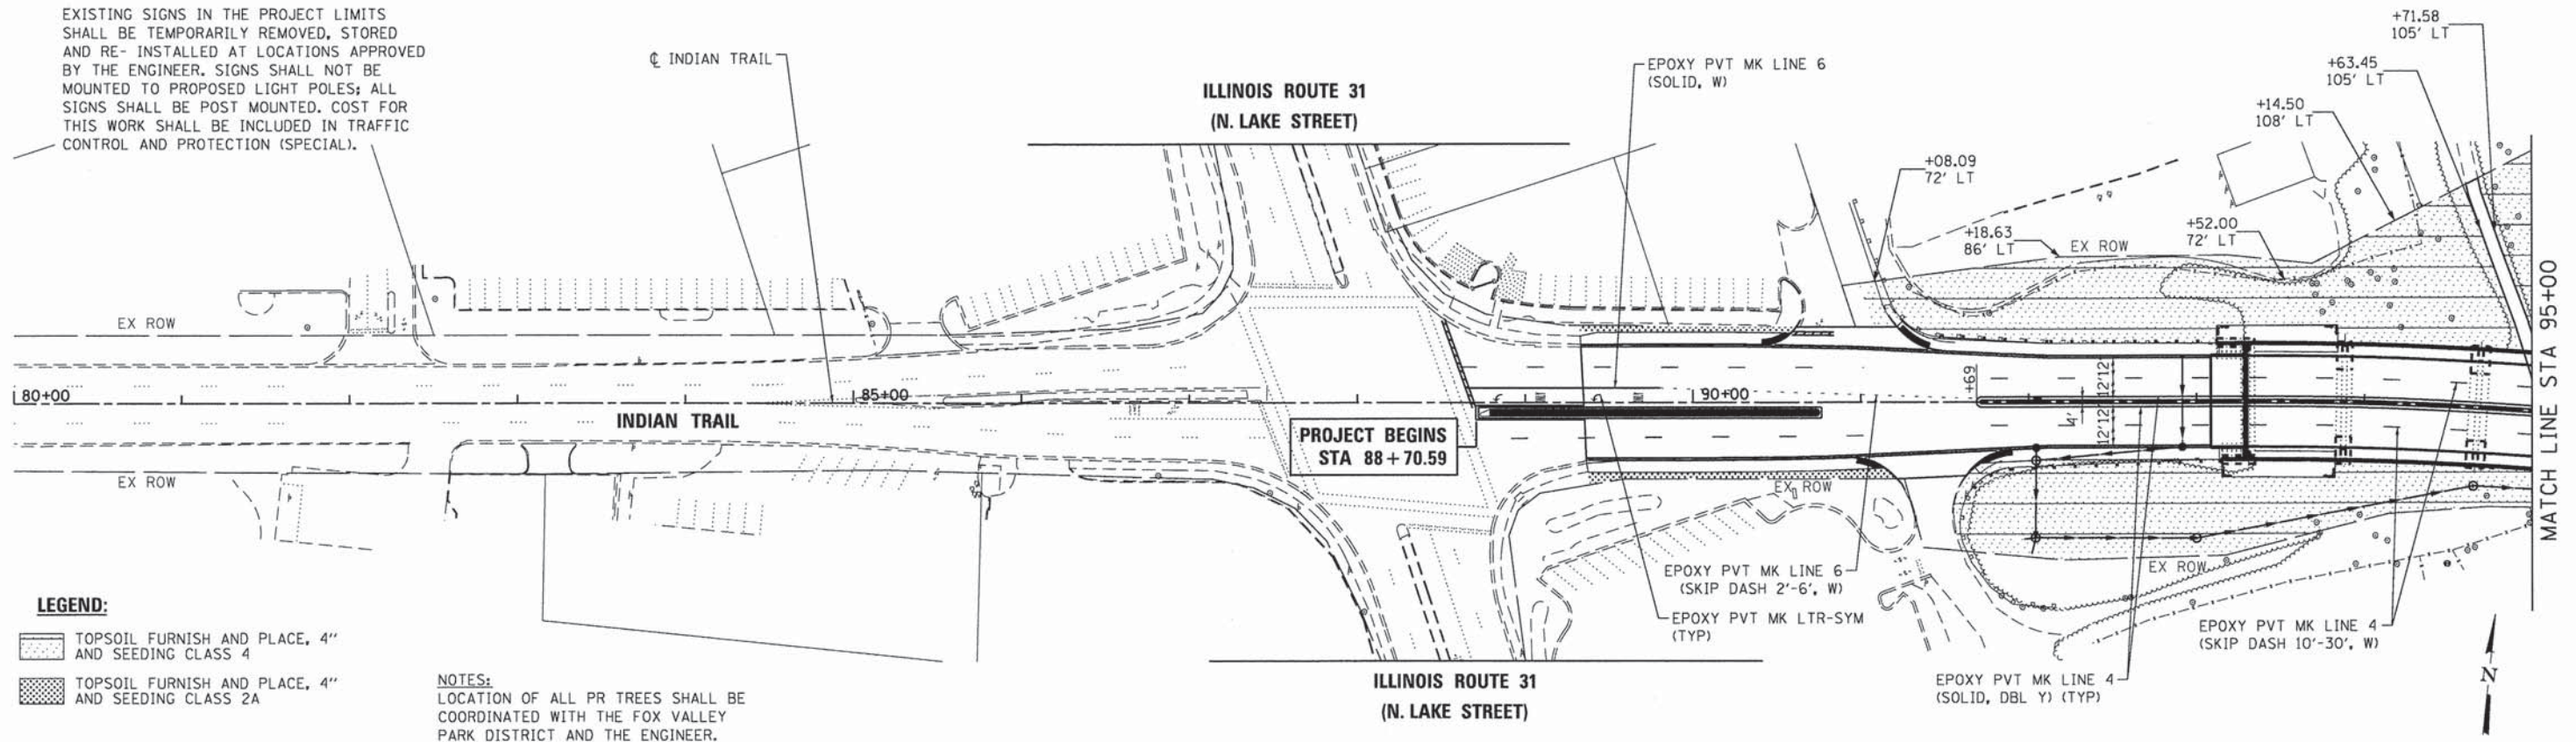 EXISTING SIGNS IN THE PROJECT LIMITS
SHALL BE TEMPORARILY REMOVED, STORED
AND RE- INSTALLED AT LOCATIONS APPROVED
BY THE ENGINEER. SIGNS SHALL NOT BE
MOUNTED TO PROPOSED LIGHT POLES; ALL
SIGNS SHALL BE POST MOUNTED. COST FOR
THIS WORK SHALL BE INCLUDED IN TRAFFIC
CONTROL AND PROTECTION (SPECIAL).
℄ INDIAN TRAIL
ILLINOIS ROUTE 31
(N. LAKE STREET)
EPOXY PVT MK LINE 6
(SOLID, W)
+71.58
105' LT
+63.45
105' LT
+14.50
108' LT
+08.09
72' LT
+18.63
86' LT
EX ROW
+52.00
72' LT
EX ROW
80+00
85+00
90+00
+69
12'
12'
4'
12'
12'
INDIAN TRAIL
PROJECT BEGINS
STA 88+70.59
MATCH LINE STA 95+00
EX ROW
EX ROW
EX ROW
EPOXY PVT MK LINE 6
(SKIP DASH 2'-6', W)
EPOXY PVT MK LTR-SYM
(TYP)
EPOXY PVT MK LINE 4
(SKIP DASH 10'-30', W)
EPOXY PVT MK LINE 4
(SOLID, DBL Y) (TYP)
N
ILLINOIS ROUTE 31
(N. LAKE STREET)
LEGEND:
TOPSOIL FURNISH AND PLACE, 4"
AND SEEDING CLASS 4
TOPSOIL FURNISH AND PLACE, 4"
AND SEEDING CLASS 2A
NOTES:
LOCATION OF ALL PR TREES SHALL BE
COORDINATED WITH THE FOX VALLEY
PARK DISTRICT AND THE ENGINEER.